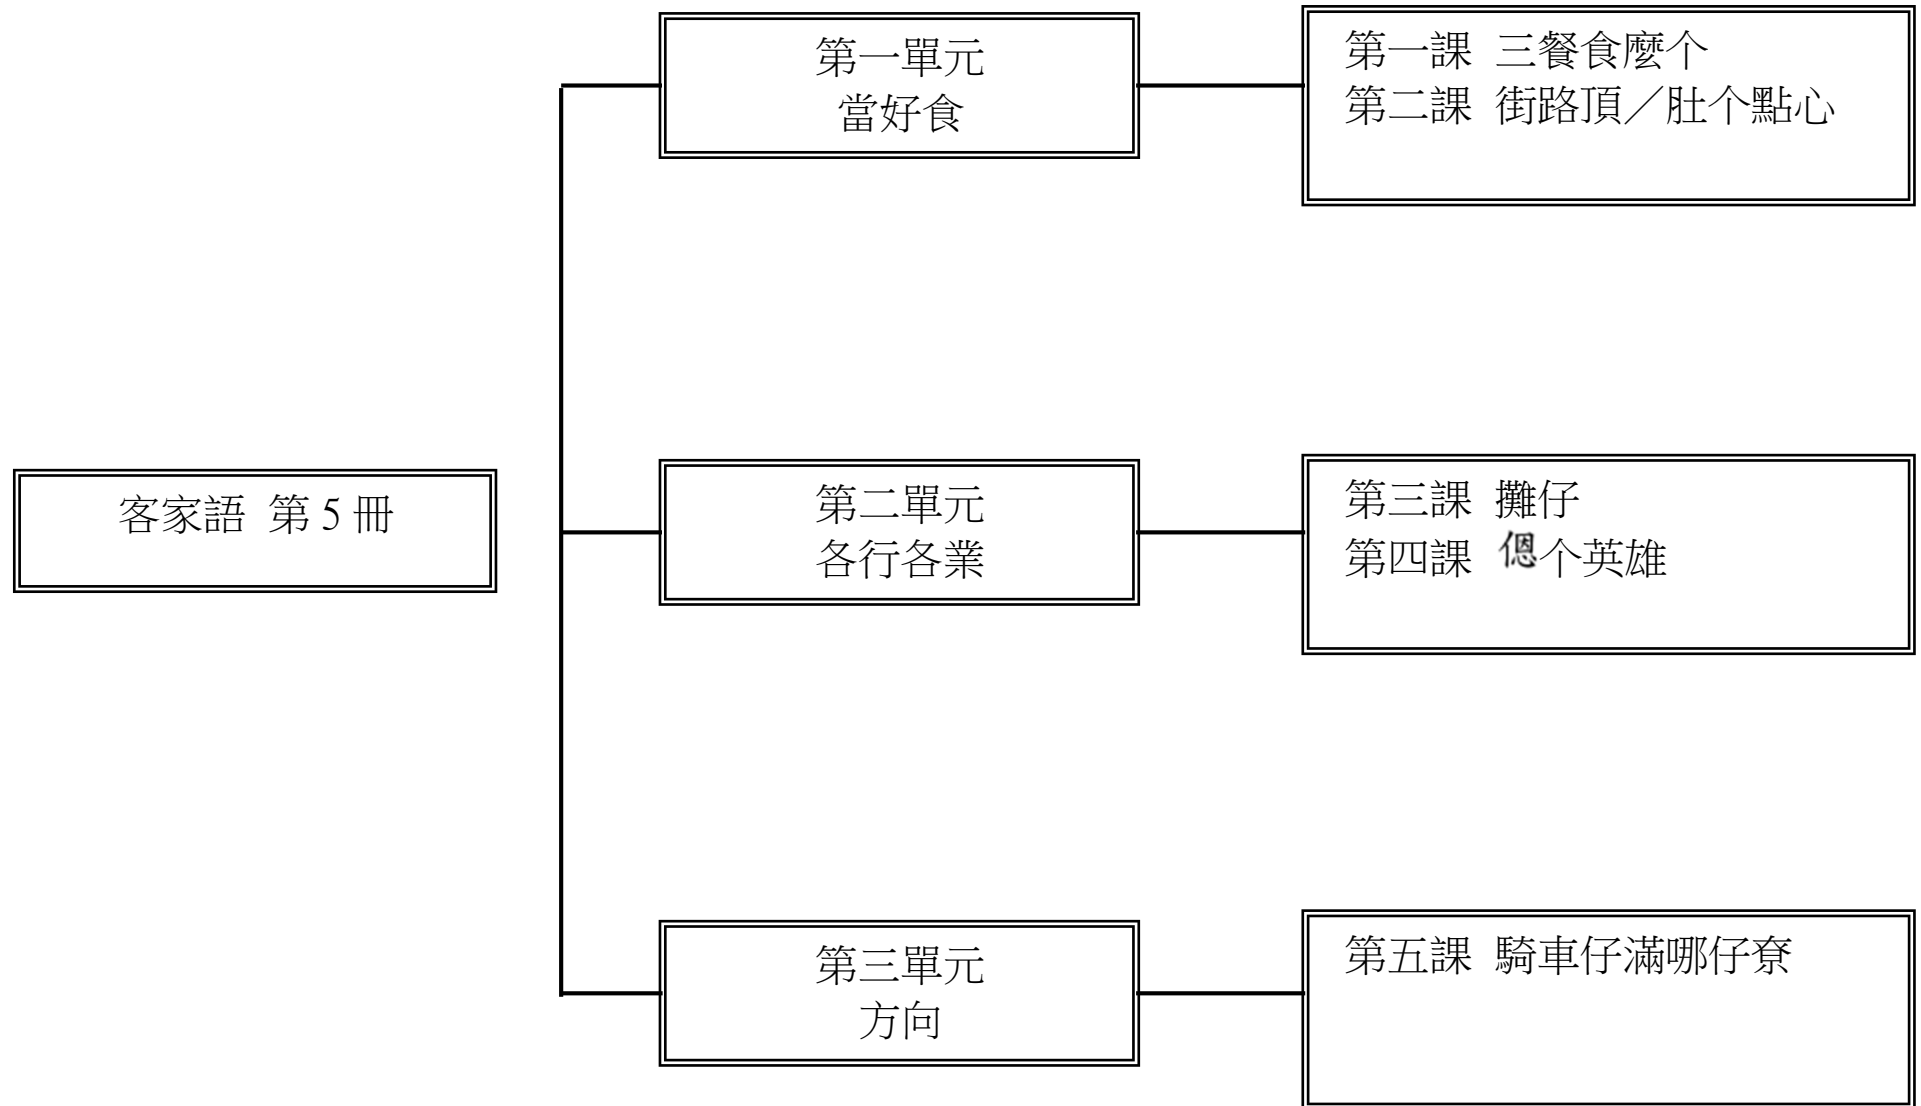 客家語 第5冊
第一單元
當好食
第一課 三餐食麼个
第二課 街路頂／肚个點心
第二單元
各行各業
第三課 攤仔
第四課 𠊎个英雄
第三單元
方向
第五課 騎車仔滿哪仔尞